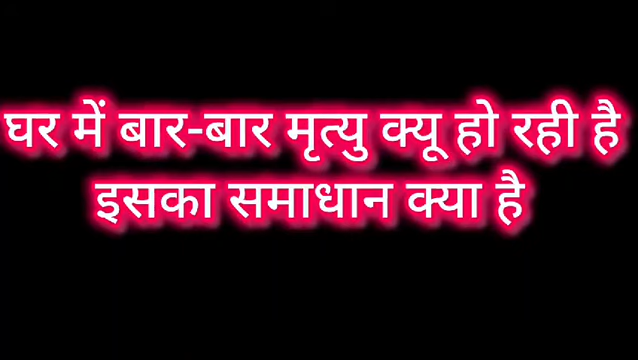 घर में बार-बार मृत्यु क्यू हो रही है
इसका समाधान क्या है